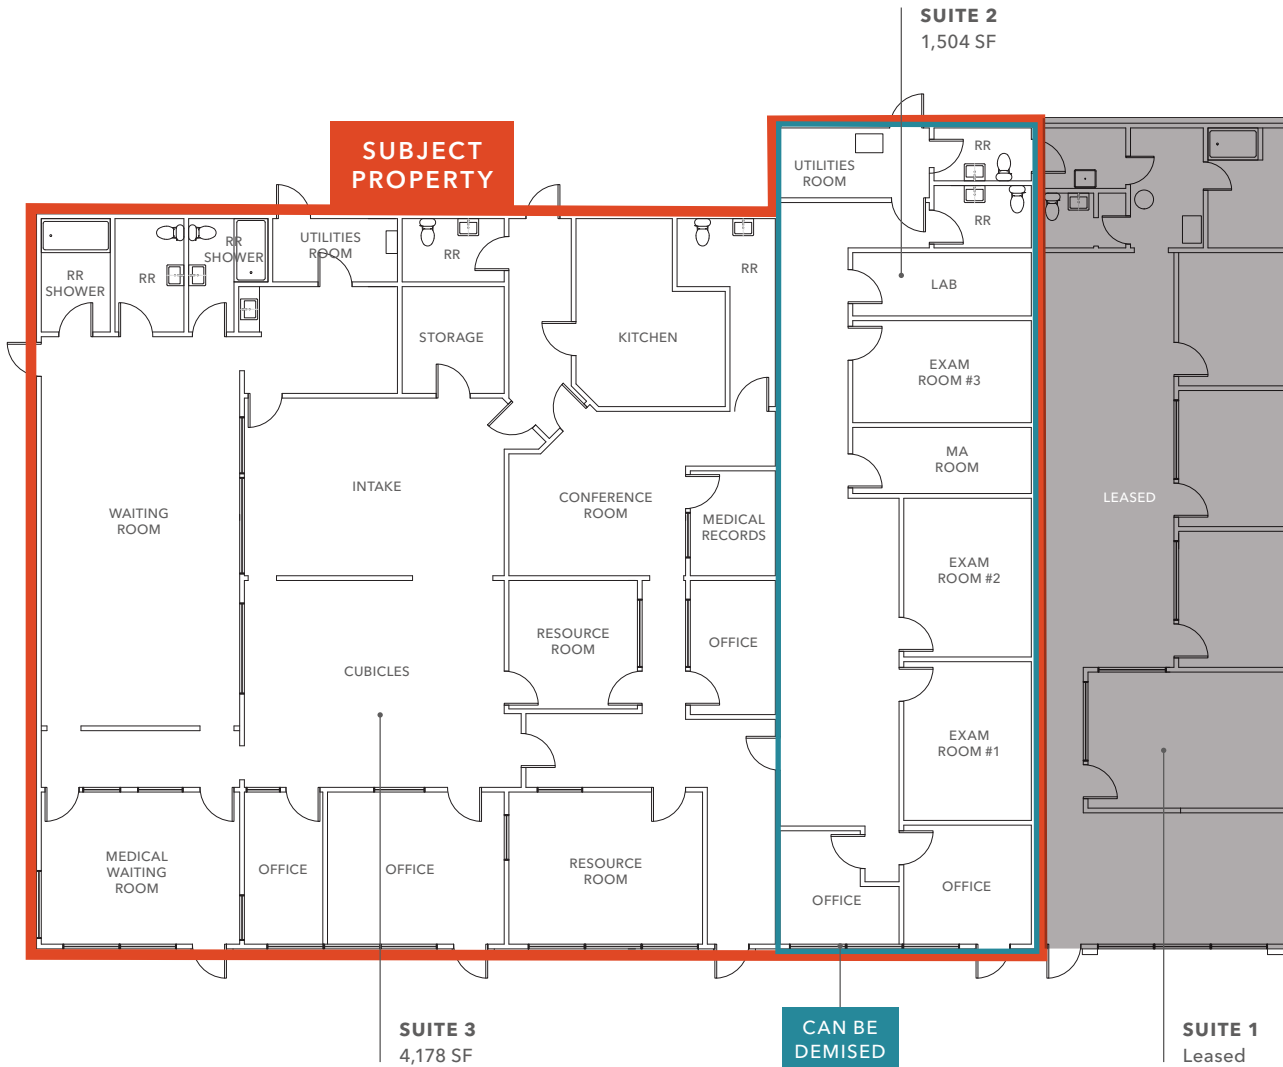 SUITE 2
1,504 SF
SUBJECT
PROPERTY
UTILITIES
ROOM
RR
RR
RR
SHOWER
RR
RR
SHOWER
UTILITIES
ROOM
RR
RR
LAB
STORAGE
KITCHEN
EXAM
ROOM #3
MA
ROOM
INTAKE
WAITING
ROOM
CONFERENCE
ROOM
MEDICAL
RECORDS
LEASED
EXAM
ROOM #2
RESOURCE
ROOM
OFFICE
CUBICLES
EXAM
ROOM #1
MEDICAL
WAITING
ROOM
OFFICE
OFFICE
RESOURCE
ROOM
OFFICE
OFFICE
SUITE 3
4,178 SF
CAN BE
DEMISED
SUITE 1
Leased